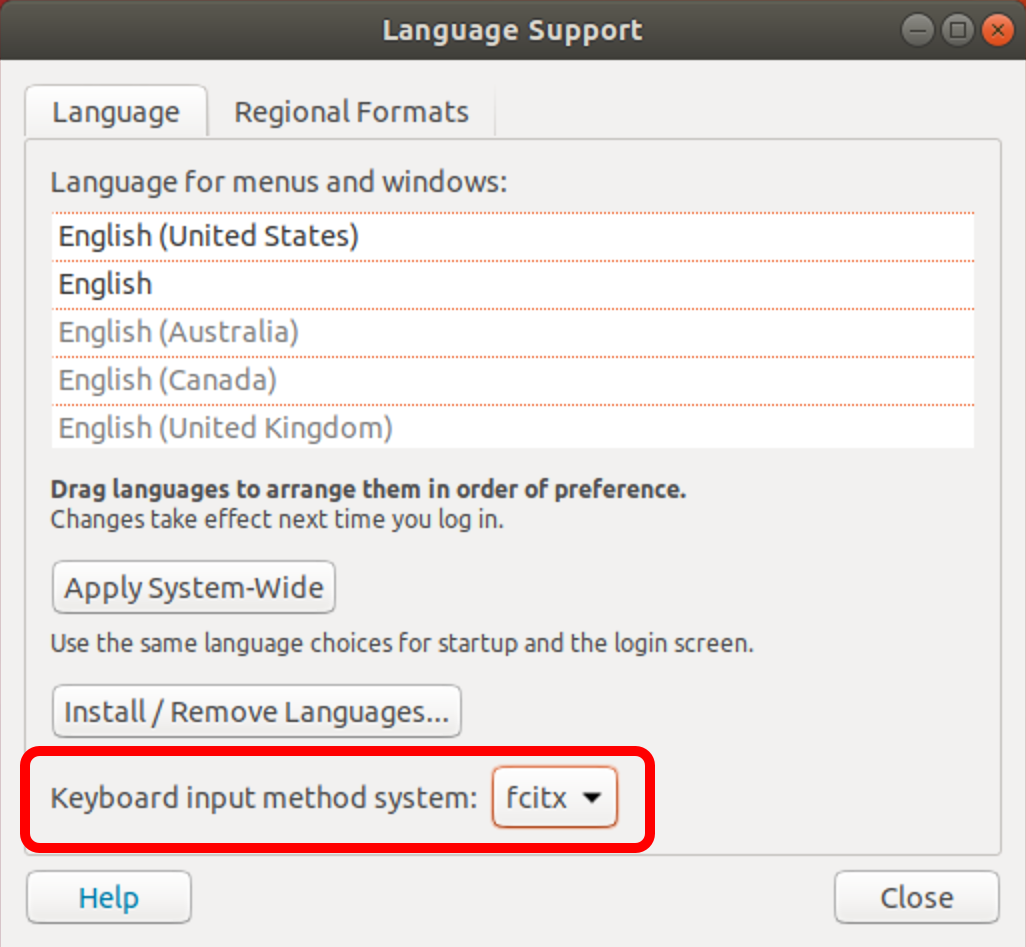 Language Support
Language
Regional Formats
Language for menus and windows:
English (United States)
English
English (Australia)
English (Canada)
English (United Kingdom)
Drag languages to arrange them in order of preference.
Changes take effect next time you log in.
Apply System-Wide
Use the same language choices for startup and the login screen.
Install / Remove Languages...
Keyboard input method system: fcitx
Help
Close